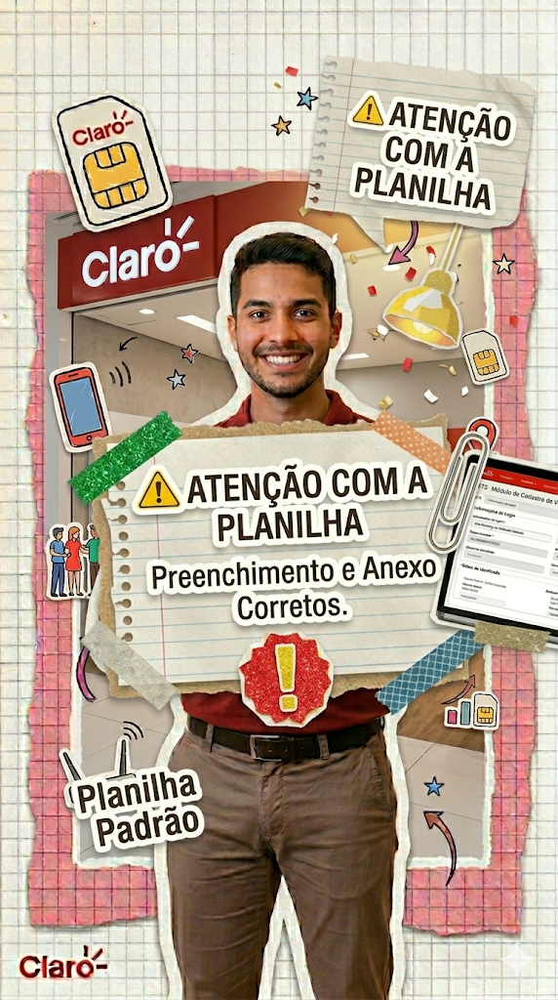 Claro
⚠ ATENÇÃO
COM A
PLANILHA
Claro
⚠ ATENÇÃO COM A
PLANILHA
Preenchimento e Anexo
Corretos.
Módulo de Cadastro de V
Planilha
Padrão
Claro